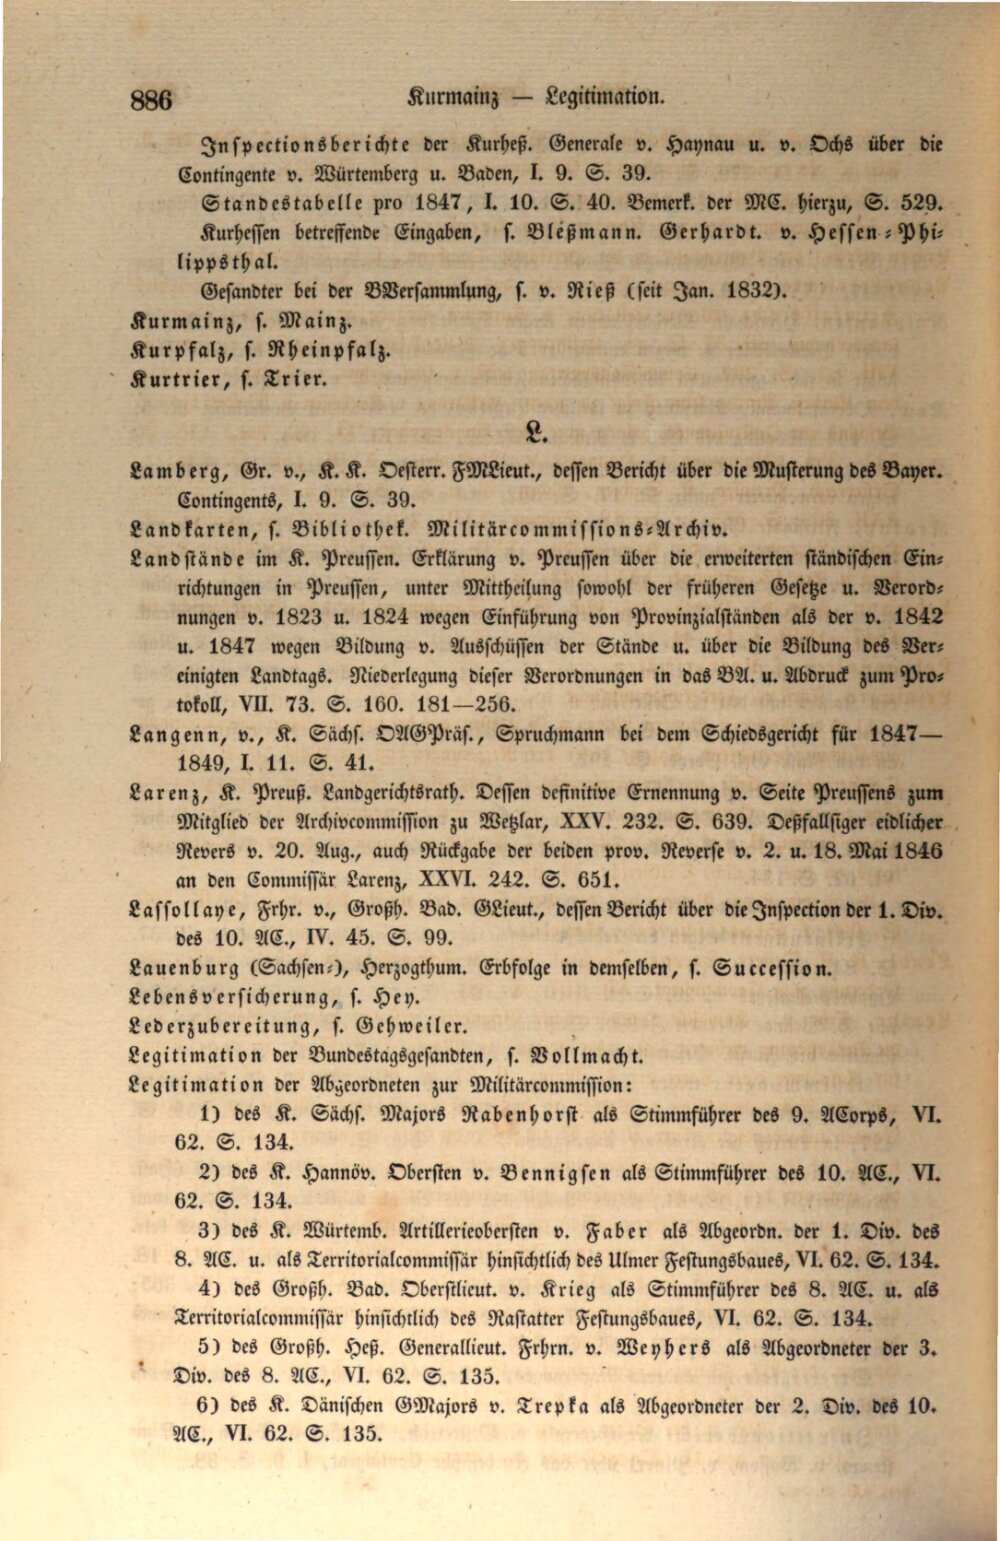 886 Kurmainz — Legitimation.
Inspectionsberichte der Kurheß. Generale v. Haynau u. v. Ochs über die
Contingente v. Würtemberg u. Baden, I. 9. S. 39.
Standestabelle pro 1847, I. 10. S. 40. Bemerk. der MC. hierzu, S. 529.
Kurhessen betreffende Eingaben, s. Bleßmann. Gerhardt. v. Hessen-Phi-
lippsthal.
Gesandter bei der BVersammlung, s. v. Rieß (seit Jan. 1832).
Kurmainz, s. Mainz.
Kurpfalz, s. Rheinpfalz.
Kurtrier, s. Trier.
L.
Lamberg, Gr. v., K. K. Oesterr. FMLieut., dessen Bericht über die Musterung des Bayer.
Contingents, I. 9. S. 39.
Landkarten, s. Bibliothek. Militärcommissions-Archiv.
Landstände im K. Preussen. Erklärung v. Preussen über die erweiterten ständischen Ein-
richtungen in Preussen, unter Mittheilung sowohl der früheren Gesetze u. Verord-
nungen v. 1823 u. 1824 wegen Einführung von Provinzialständen als der v. 1842
u. 1847 wegen Bildung v. Ausschüssen der Stände u. über die Bildung des Ver-
einigten Landtags. Niederlegung dieser Verordnungen in das BA. u. Abdruck zum Pro-
tokoll, VII. 73. S. 160. 181—256.
Langenn, v., K. Sächs. OAGPräs., Spruchmann bei dem Schiedsgericht für 1847—
1849, I. 11. S. 41.
Larenz, K. Preuß. Landgerichtsrath. Dessen definitive Ernennung v. Seite Preussens zum
Mitglied der Archivcommission zu Wetzlar, XXV. 232. S. 639. Deßfallsiger eidlicher
Revers v. 20. Aug., auch Rückgabe der beiden prov. Reverse v. 2. u. 18. Mai 1846
an den Commissär Larenz, XXVI. 242. S. 651.
Lassollaye, Frhr. v., Großh. Bad. GLieut., dessen Bericht über die Inspection der 1. Div.
des 10. AC., IV. 45. S. 99.
Lauenburg (Sachsen-), Herzogthum. Erbfolge in demselben, s. Succession.
Lebensversicherung, s. Hey.
Lederzubereitung, s. Gehweiler.
Legitimation der Bundestagsgesandten, s. Vollmacht.
Legitimation der Abgeordneten zur Militärcommission:
1) des K. Sächs. Majors Rabenhorst als Stimmführer des 9. ACorps, VI.
62. S. 134.
2) des K. Hannöv. Obersten v. Bennigsen als Stimmführer des 10. AC., VI.
62. S. 134.
3) des K. Würtemb. Artillerieobersten v. Faber als Abgeordn. der 1. Div. des
8. AC. u. als Territorialcommissär hinsichtlich des Ulmer Festungsbaues, VI. 62. S. 134.
4) des Großh. Bad. Oberstlieut. v. Krieg als Stimmführer des 8. AC. u. als
Territorialcommissär hinsichtlich des Rastatter Festungsbaues, VI. 62. S. 134.
5) des Großh. Heß. Generallieut. Frhrn. v. Weyhers als Abgeordneter der 3.
Div. des 8. AC., VI. 62. S. 135.
6) des K. Dänischen GMajors v. Trepka als Abgeordneter der 2. Div. des 10.
AC., VI. 62. S. 135.